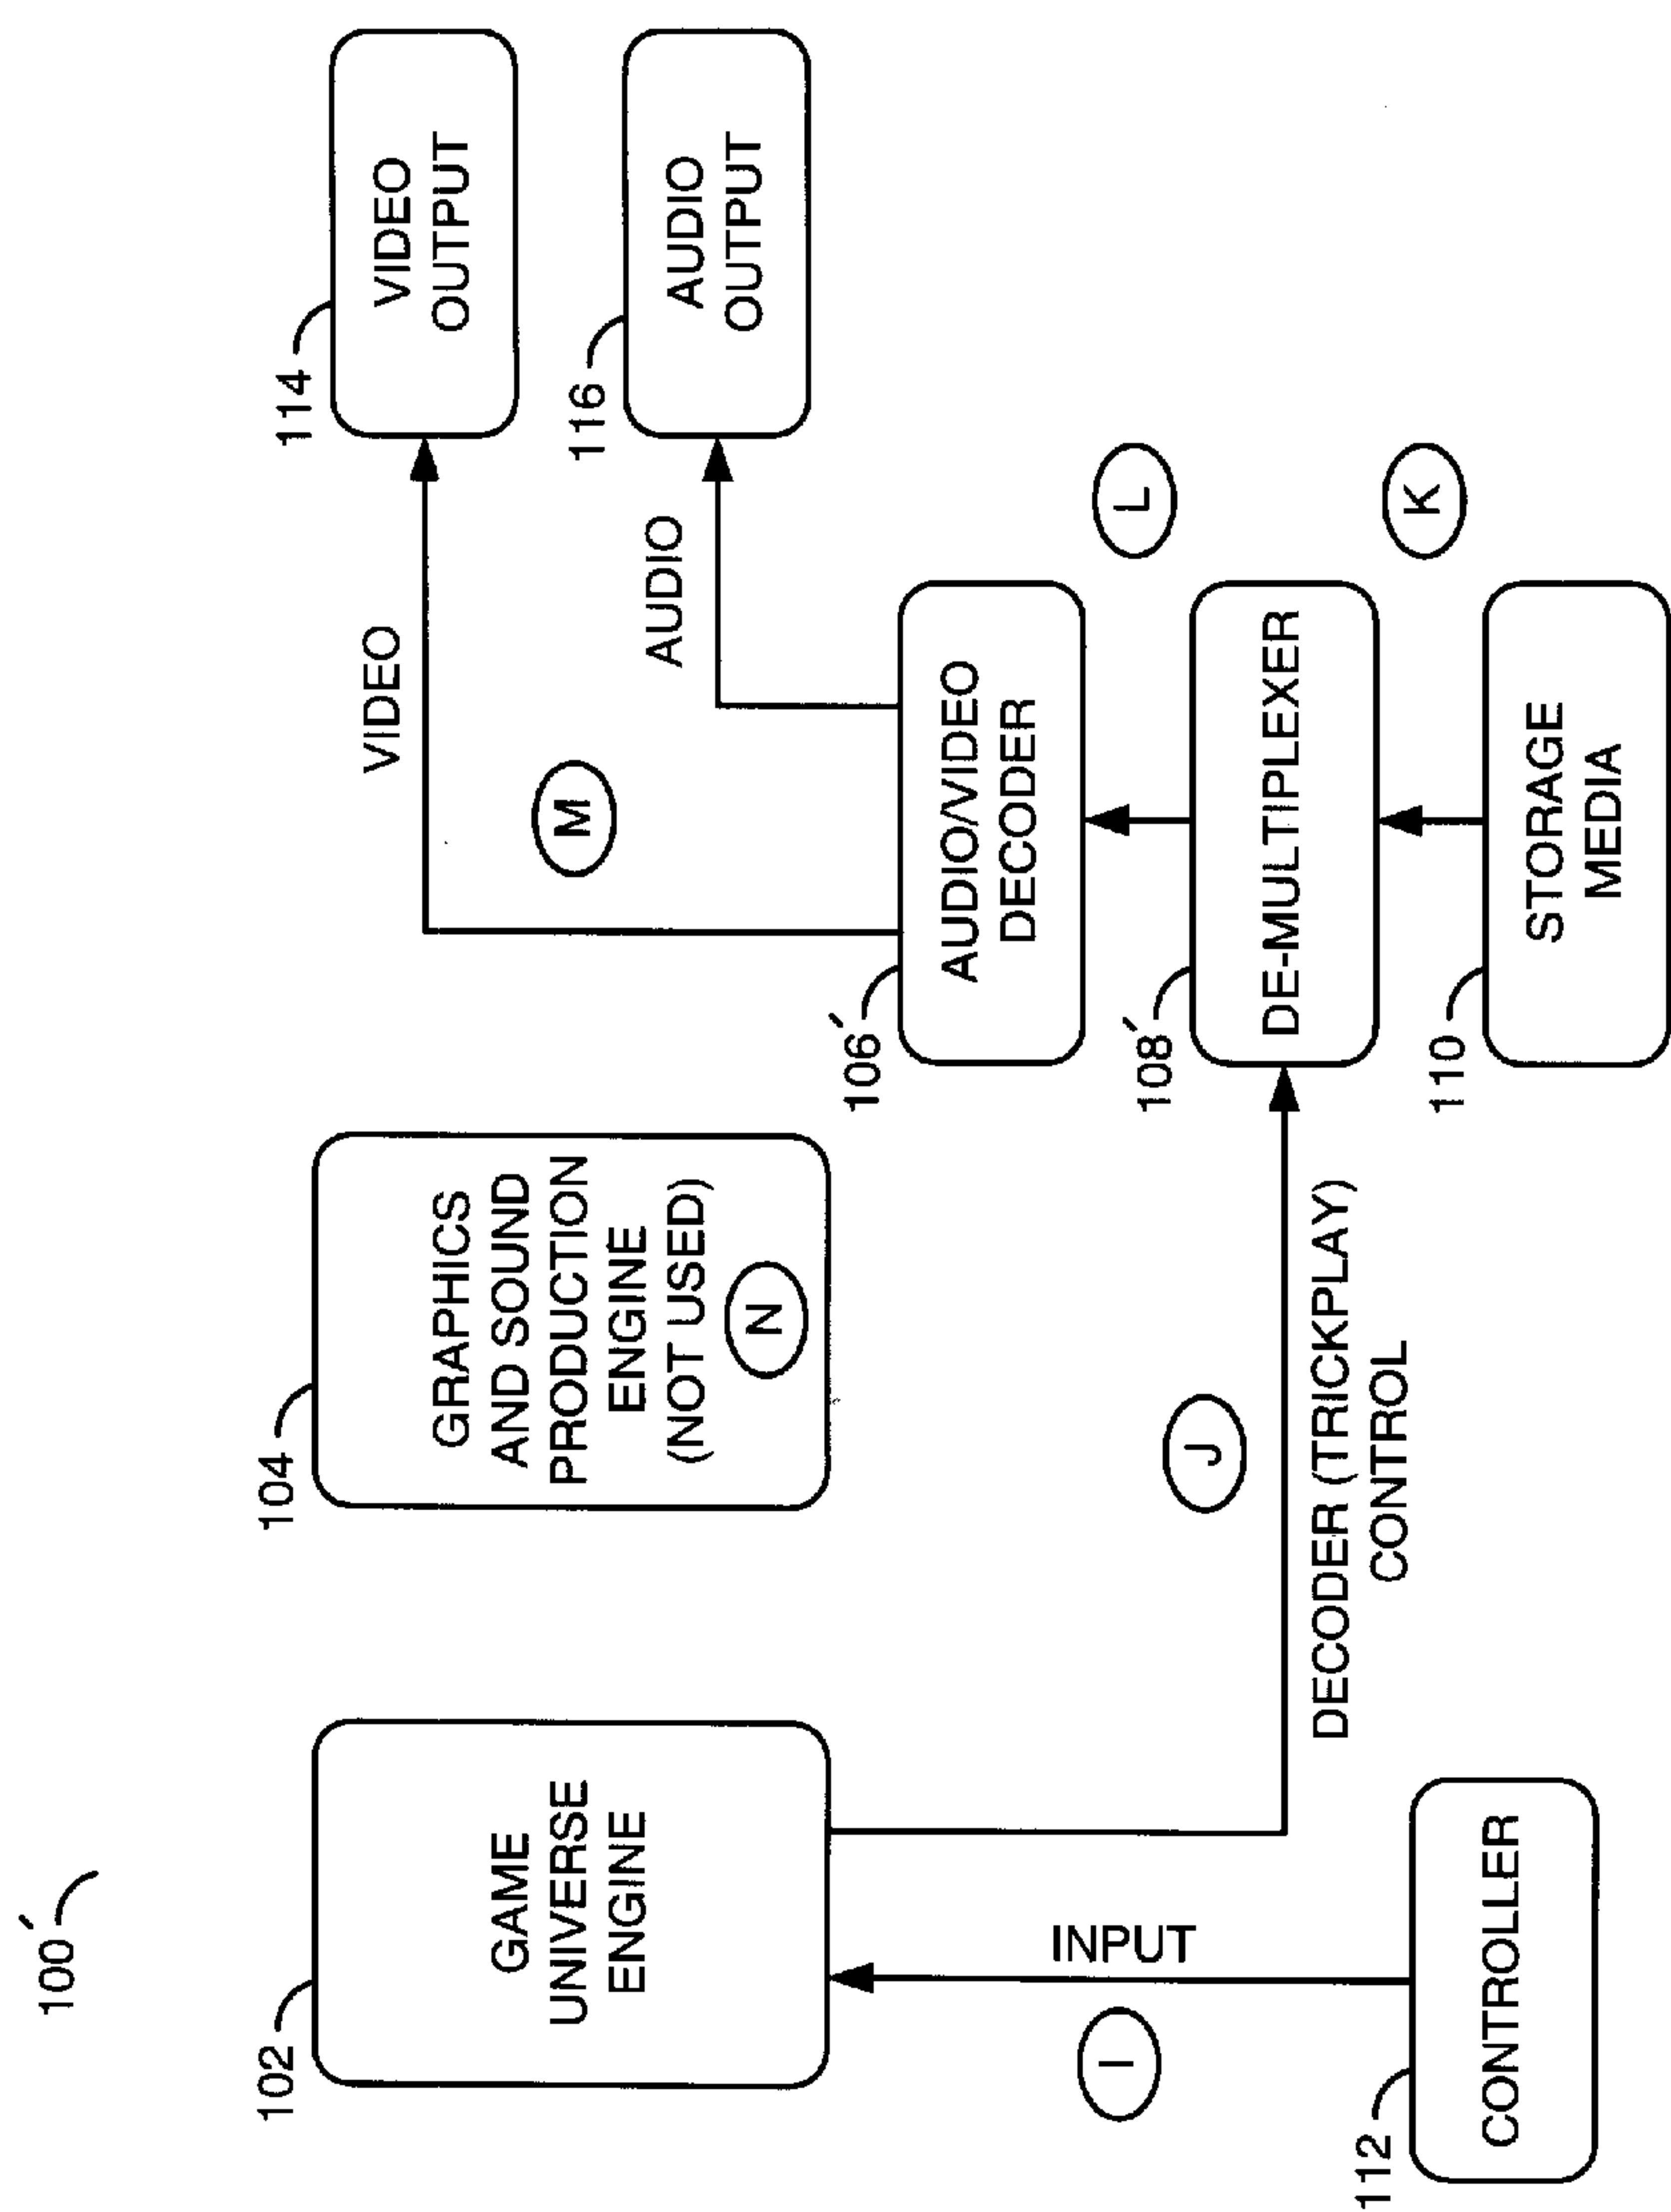 100′
102
GAME
UNIVERSE
ENGINE
104
GRAPHICS
AND SOUND
PRODUCTION
ENGINE
(NOT USED)
N
VIDEO
114
VIDEO
OUTPUT
M
AUDIO
116
AUDIO
OUTPUT
I
INPUT
112
CONTROLLER
J
DECODER (TRICKPLAY)
CONTROL
106′
AUDIO/VIDEO
DECODER
L
108′
DE-MULTIPLEXER
K
110
STORAGE
MEDIA